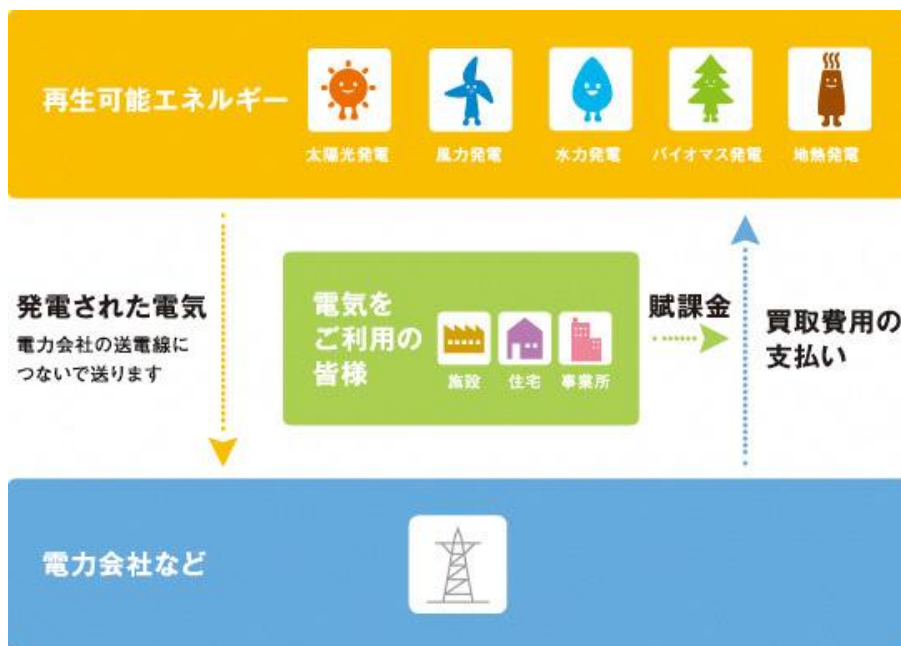 再生可能エネルギー
太陽光発電
風力発電
水力発電
バイオマス発電
地熱発電
発電された電気
電力会社の送電線に
つないで送ります
電気を
ご利用の
皆様
施設
住宅
事業所
賦課金
買取費用の
支払い
電力会社など